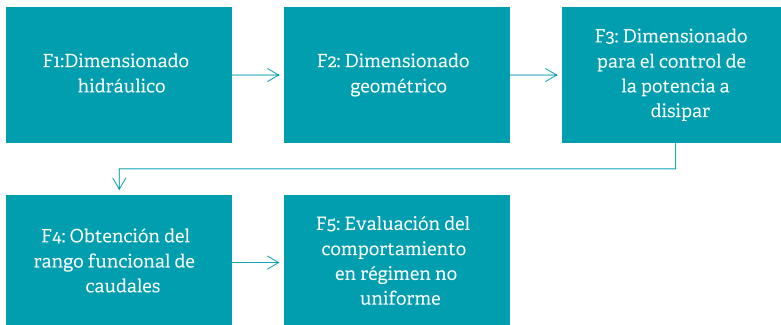 F1:Dimensionado
hidráulico
F2: Dimensionado
geométrico
F3: Dimensionado
para el control de
la potencia a
disipar
F4: Obtención del
rango funcional de
caudales
F5: Evaluación del
comportamiento
en régimen no
uniforme